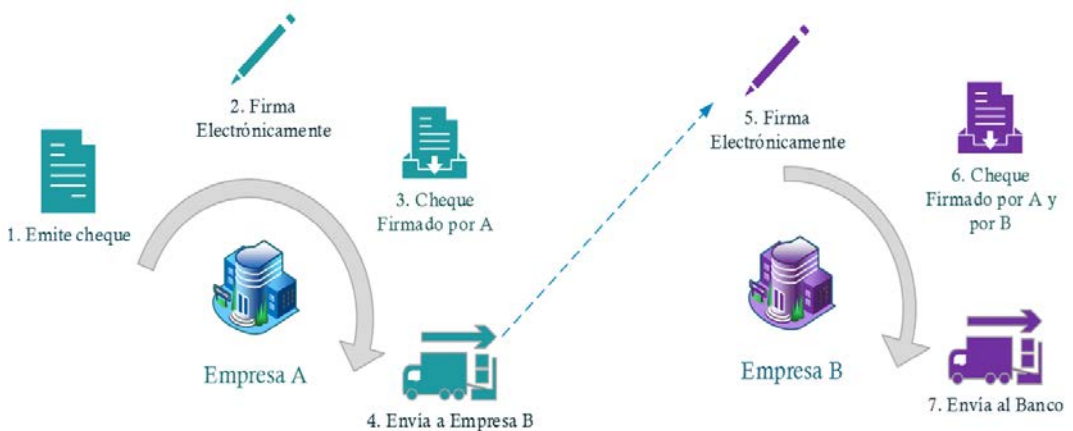 1. Emite cheque
2. Firma
Electrónicamente
3. Cheque
Firmado por A
Empresa A
4. Envía a Empresa B
5. Firma
Electrónicamente
6. Cheque
Firmado por A y
por B
Empresa B
7. Envía al Banco